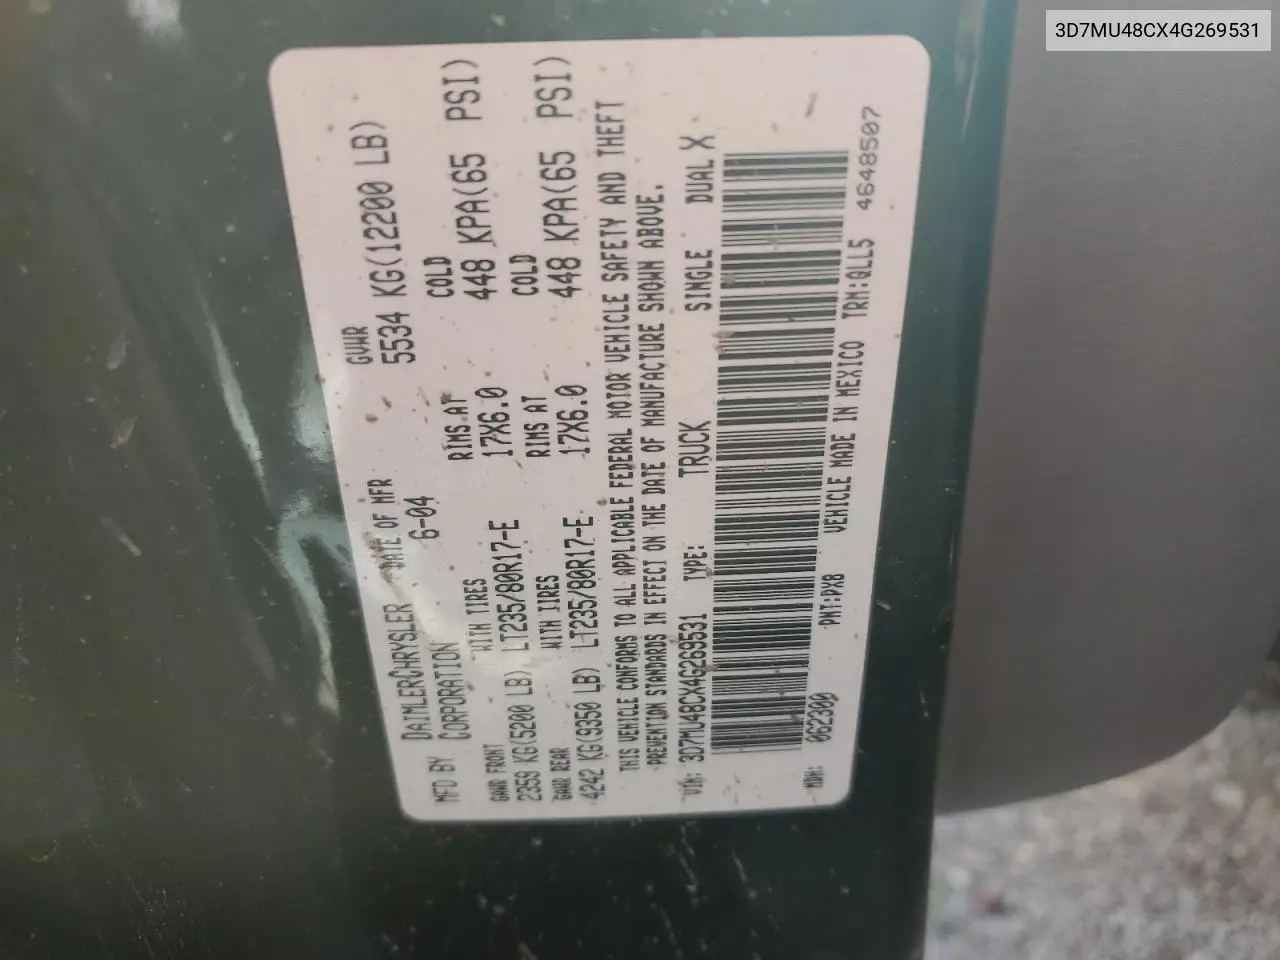 3D7MU48CX4G269531
MFD BY DAIMLERCHRYSLER CORPORATION DATE OF MFR 6-04 GVWR 5534 KG(12200 LB)
GAWR FRONT WITH TIRES RIMS AT COLD
2359 KG(5200 LB) LT235/80R17-E 17X6.0 448 KPA(65 PSI)
GAWR REAR WITH TIRES RIMS AT COLD
4242 KG(9350 LB) LT235/80R17-E 17X6.0 448 KPA(65 PSI)
THIS VEHICLE CONFORMS TO ALL APPLICABLE FEDERAL MOTOR VEHICLE SAFETY AND THEFT
PREVENTION STANDARDS IN EFFECT ON THE DATE OF MANUFACTURE SHOWN ABOVE.
VIN: 3D7MU48CX4G269531 TYPE: TRUCK SINGLE DUAL X
MDH: 062300 PNT:PX8 VEHICLE MADE IN MEXICO TRM:QLL5 4648507